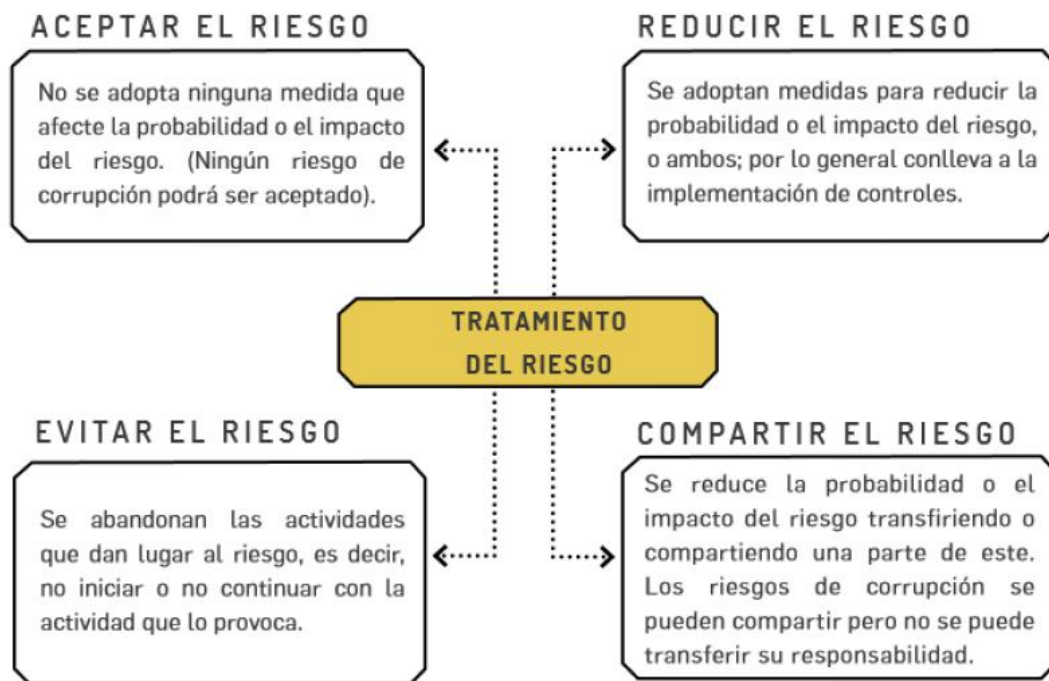 ACEPTAR EL RIESGO
No se adopta ninguna medida que
afecte la probabilidad o el impacto
del riesgo. (Ningún riesgo de
corrupción podrá ser aceptado).
REDUCIR EL RIESGO
Se adoptan medidas para reducir la
probabilidad o el impacto del riesgo,
o ambos; por lo general conlleva a la
implementación de controles.
TRATAMIENTO
DEL RIESGO
EVITAR EL RIESGO
Se abandonan las actividades
que dan lugar al riesgo, es decir,
no iniciar o no continuar con la
actividad que lo provoca.
COMPARTIR EL RIESGO
Se reduce la probabilidad o el
impacto del riesgo transfiriendo o
compartiendo una parte de este.
Los riesgos de corrupción se
pueden compartir pero no se puede
transferir su responsabilidad.